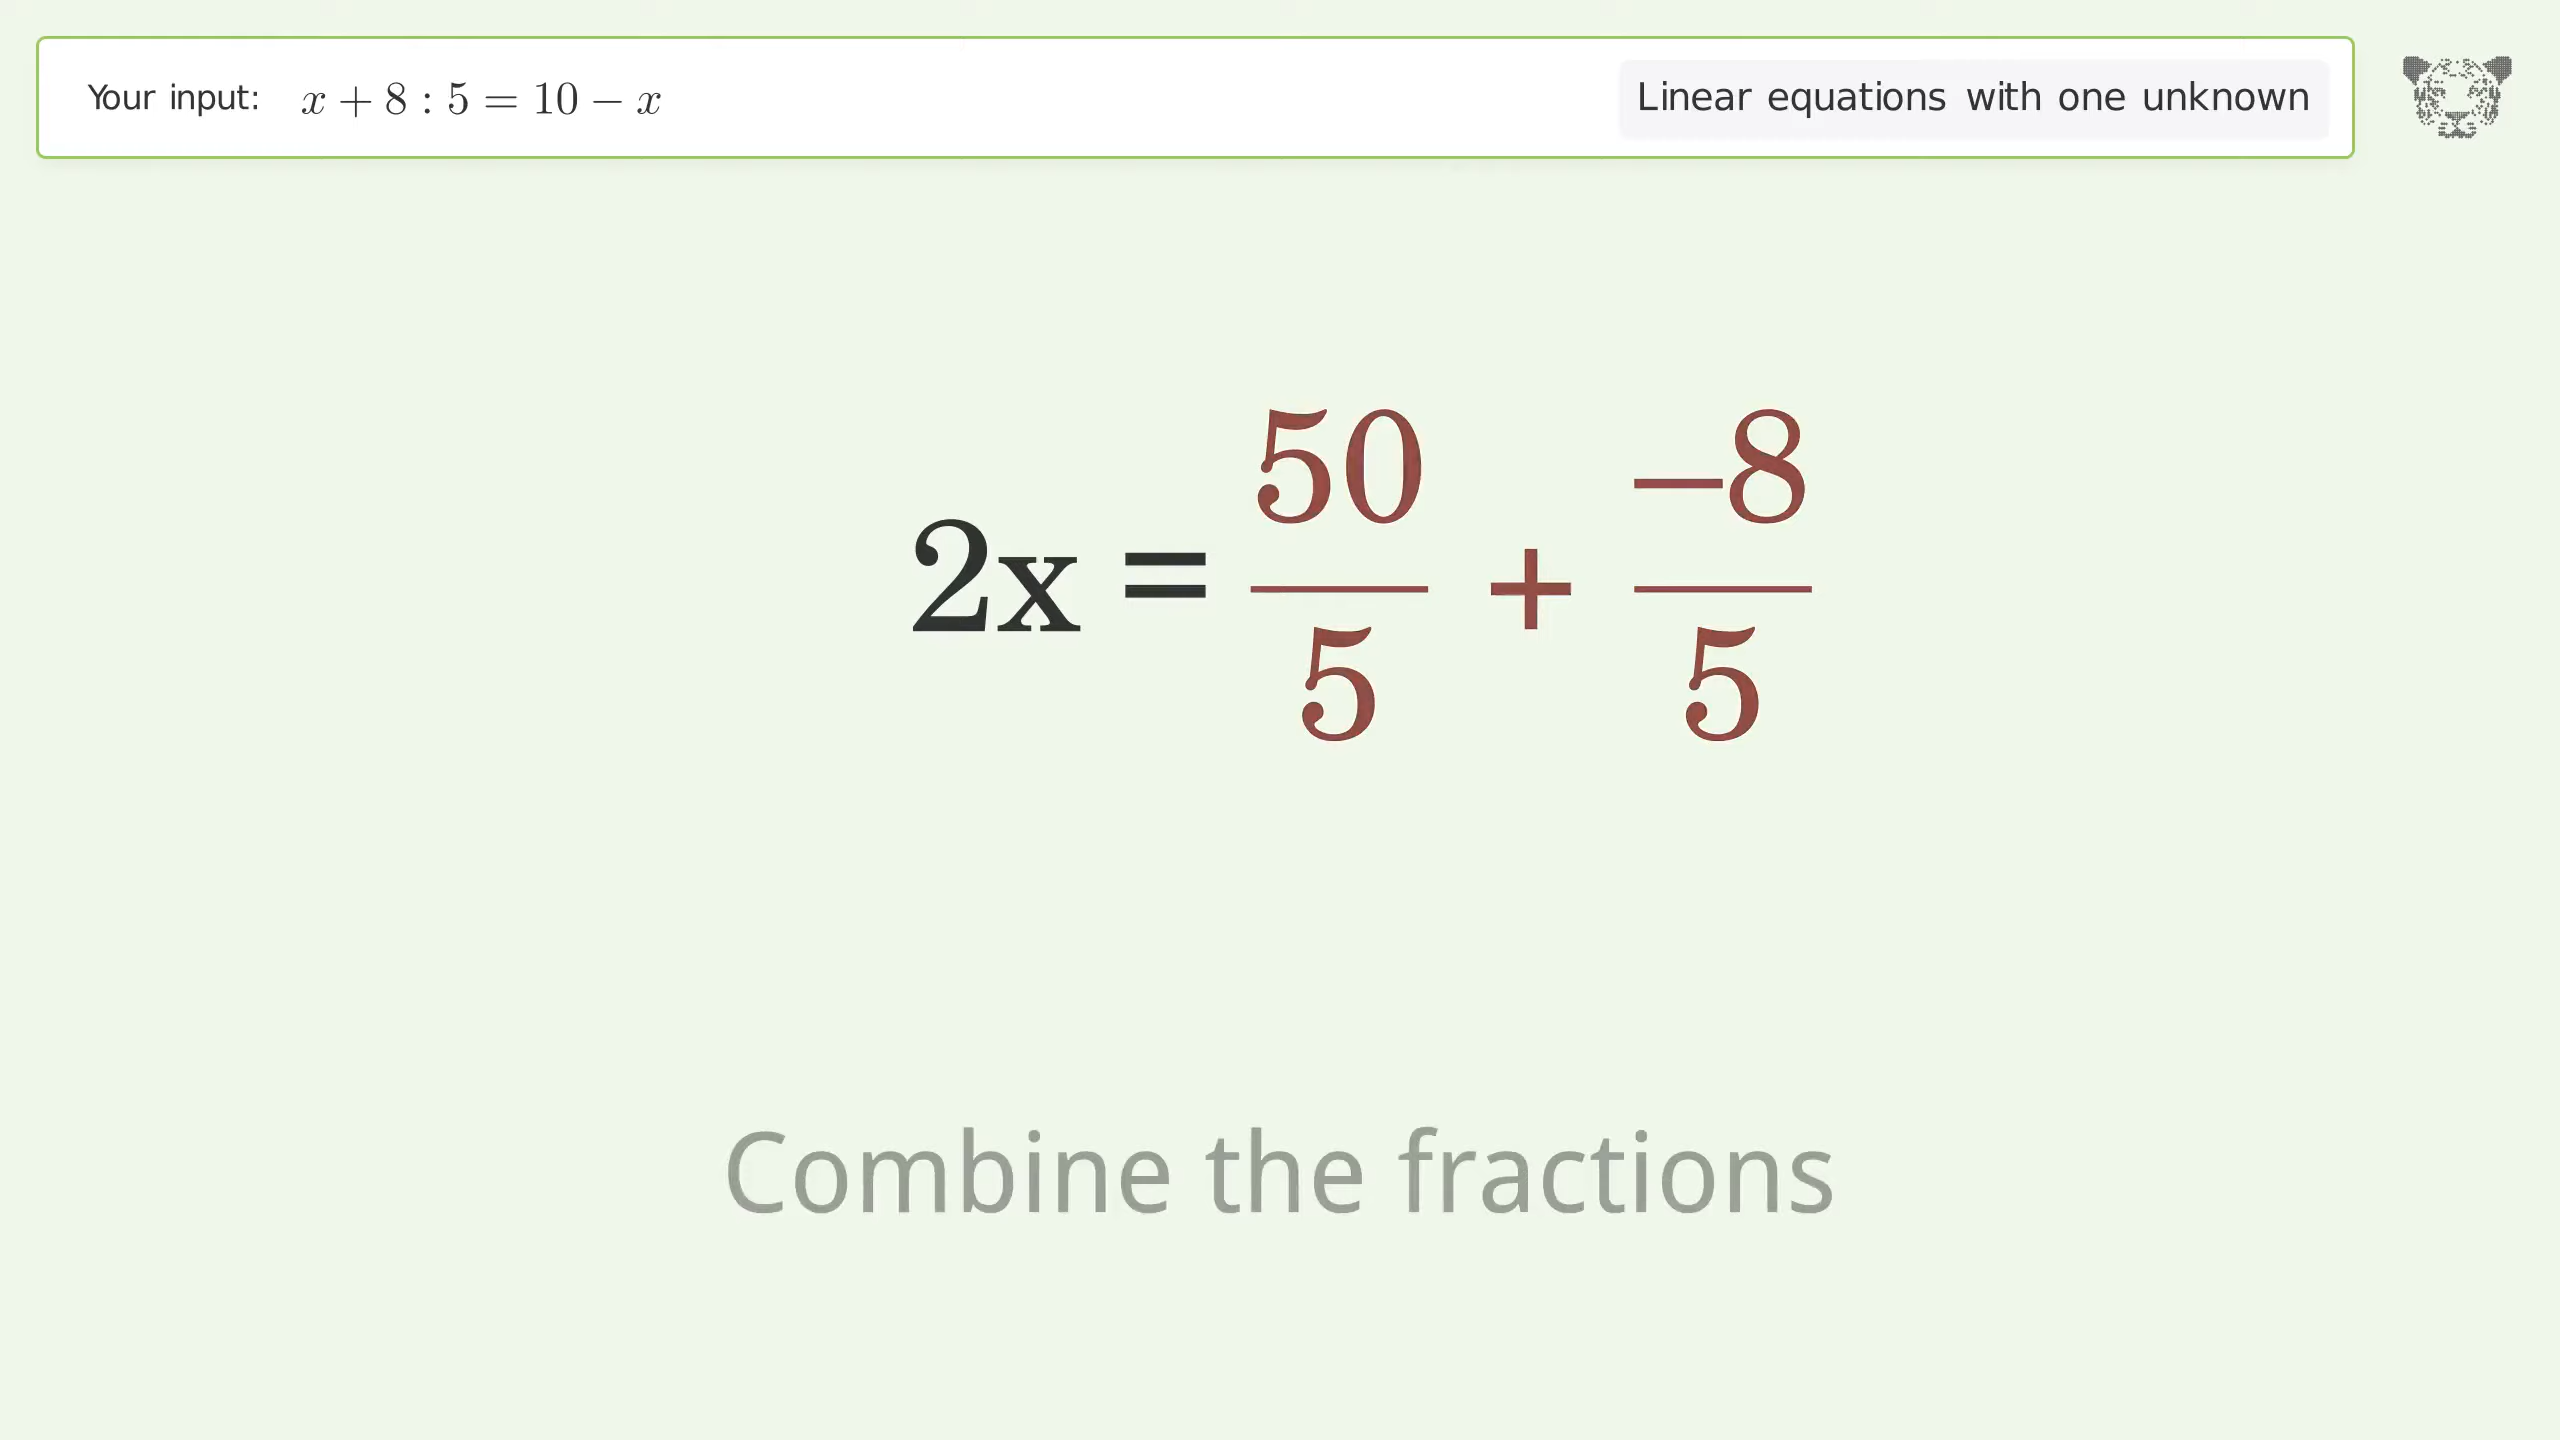 Your input: x + 8 : 5 = 10 − x
Linear equations with one unknown
2x = 50/5 + −8/5
Combine the fractions